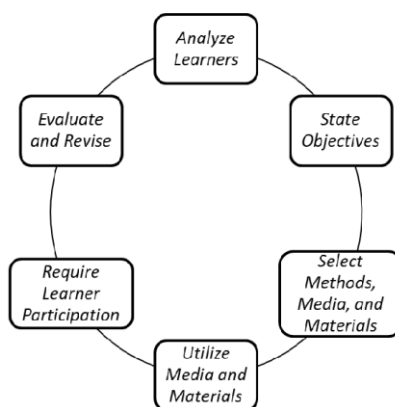 Analyze
Learners
State
Objectives
Select
Methods,
Media, and
Materials
Utilize
Media and
Materials
Require
Learner
Participation
Evaluate
and Revise